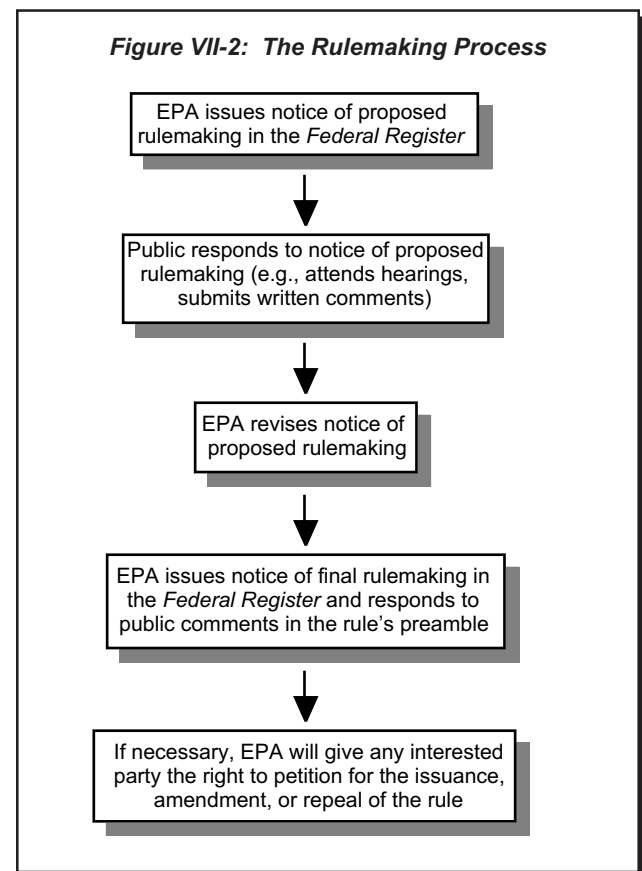 Figure VII-2: The Rulemaking Process
EPA issues notice of proposed
rulemaking in the Federal Register
Public responds to notice of proposed
rulemaking (e.g., attends hearings,
submits written comments)
EPA revises notice of
proposed rulemaking
EPA issues notice of final rulemaking in
the Federal Register and responds to
public comments in the rule’s preamble
If necessary, EPA will give any interested
party the right to petition for the issuance,
amendment, or repeal of the rule